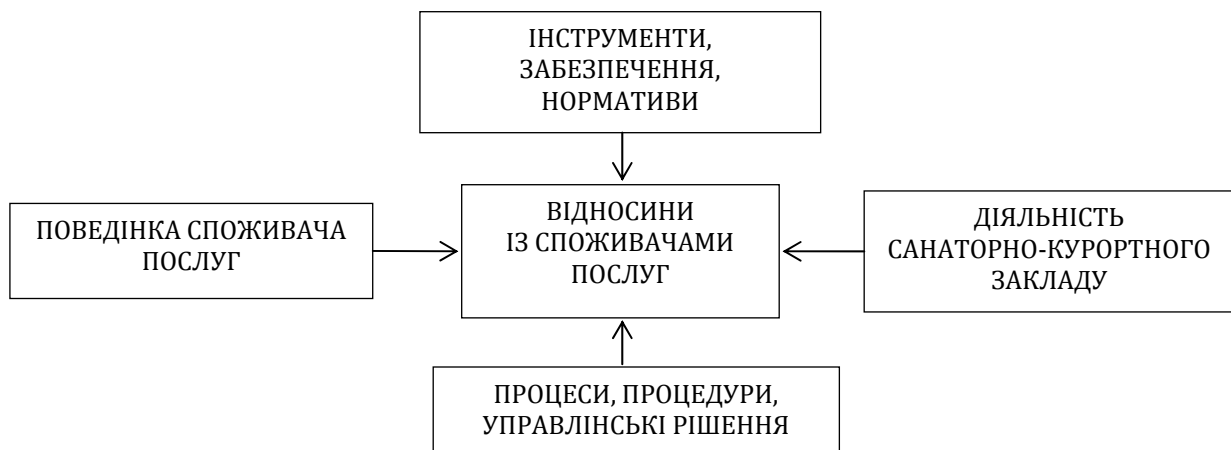 ІНСТРУМЕНТИ,
ЗАБЕЗПЕЧЕННЯ,
НОРМАТИВИ
ПОВЕДІНКА СПОЖИВАЧА
ПОСЛУГ
ВІДНОСИНИ
ІЗ СПОЖИВАЧАМИ
ПОСЛУГ
ДІЯЛЬНІСТЬ
САНАТОРНО-КУРОРТНОГО
ЗАКЛАДУ
ПРОЦЕСИ, ПРОЦЕДУРИ,
УПРАВЛІНСЬКІ РІШЕННЯ